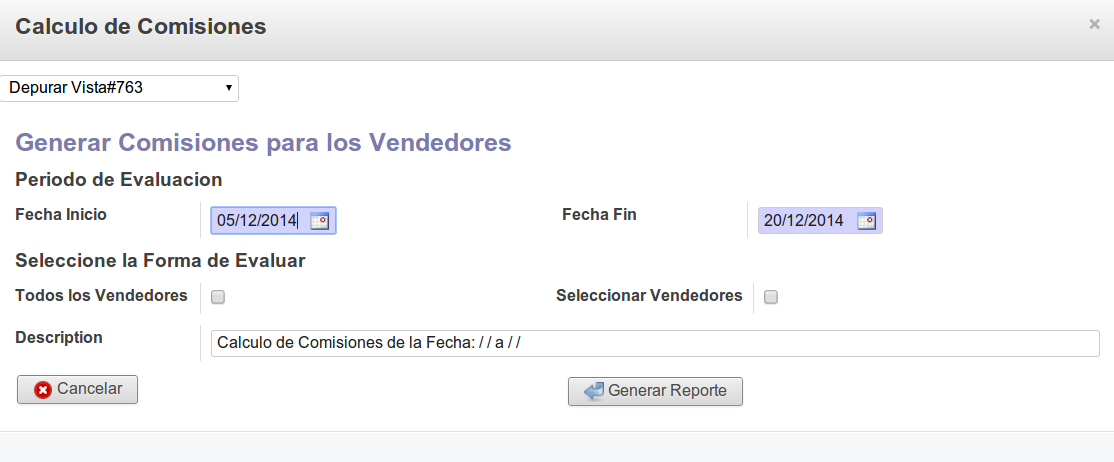 Calculo de Comisiones
Depurar Vista#763
Generar Comisiones para los Vendedores
Periodo de Evaluacion
Fecha Inicio 05/12/2014 Fecha Fin 20/12/2014
Seleccione la Forma de Evaluar
Todos los Vendedores Seleccionar Vendedores
Description Calculo de Comisiones de la Fecha: / / a / /
Cancelar Generar Reporte